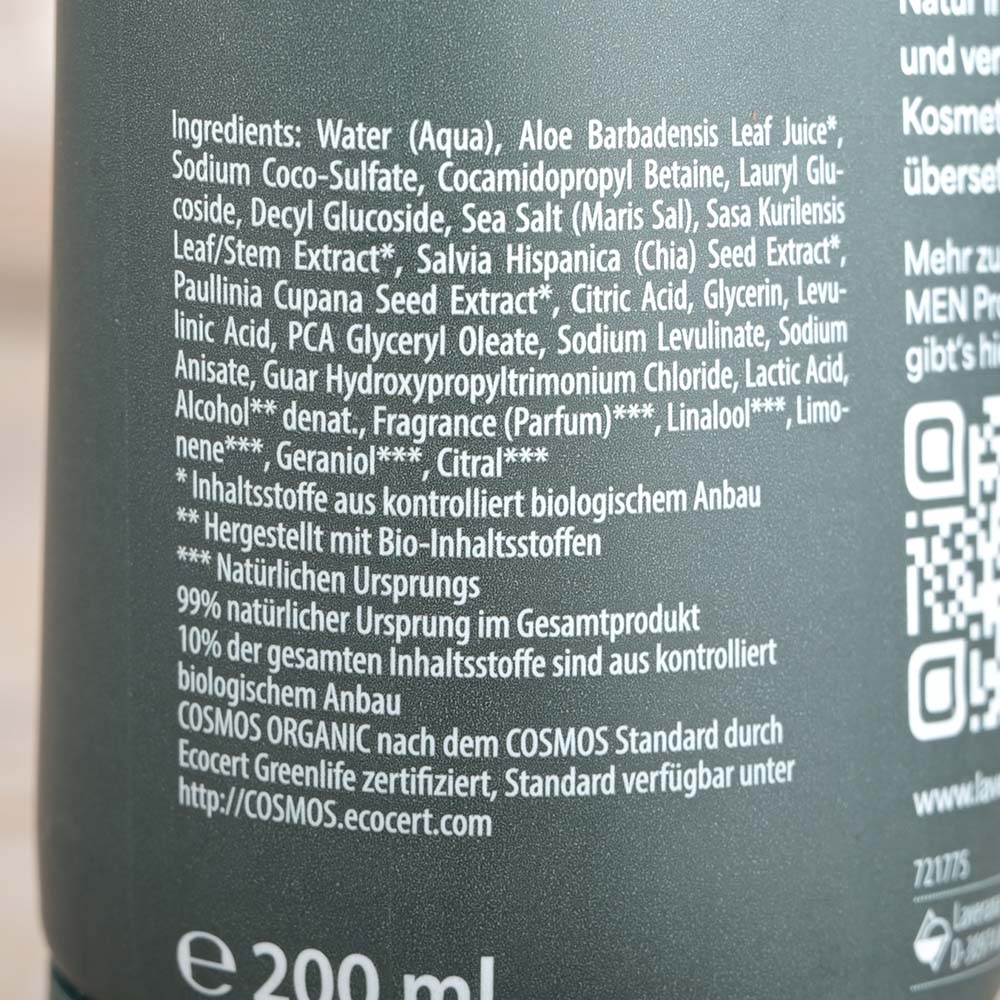 Ingredients: Water (Aqua), Aloe Barbadensis Leaf Juice*,
Sodium Coco-Sulfate, Cocamidopropyl Betaine, Lauryl Glu-
coside, Decyl Glucoside, Sea Salt (Maris Sal), Sasa Kurilensis
Leaf/Stem Extract*, Salvia Hispanica (Chia) Seed Extract*,
Paullinia Cupana Seed Extract*, Citric Acid, Glycerin, Levu-
linic Acid, PCA Glyceryl Oleate, Sodium Levulinate, Sodium
Anisate, Guar Hydroxypropyltrimonium Chloride, Lactic Acid,
Alcohol** denat., Fragrance (Parfum)***, Linalool***, Limo-
nene***, Geraniol***, Citral***
* Inhaltsstoffe aus kontrolliert biologischem Anbau
** Hergestellt mit Bio-Inhaltsstoffen
*** Natürlichen Ursprungs
99% natürlicher Ursprung im Gesamtprodukt
10% der gesamten Inhaltsstoffe sind aus kontrolliert
biologischem Anbau
COSMOS ORGANIC nach dem COSMOS Standard durch
Ecocert Greenlife zertifiziert, Standard verfügbar unter
http://COSMOS.ecocert.com
e 200 ml
Natur
und ver
Kosmet
überset
Mehr zu
MEN Pr
gibt's hi
www.lav
721775
Laveran